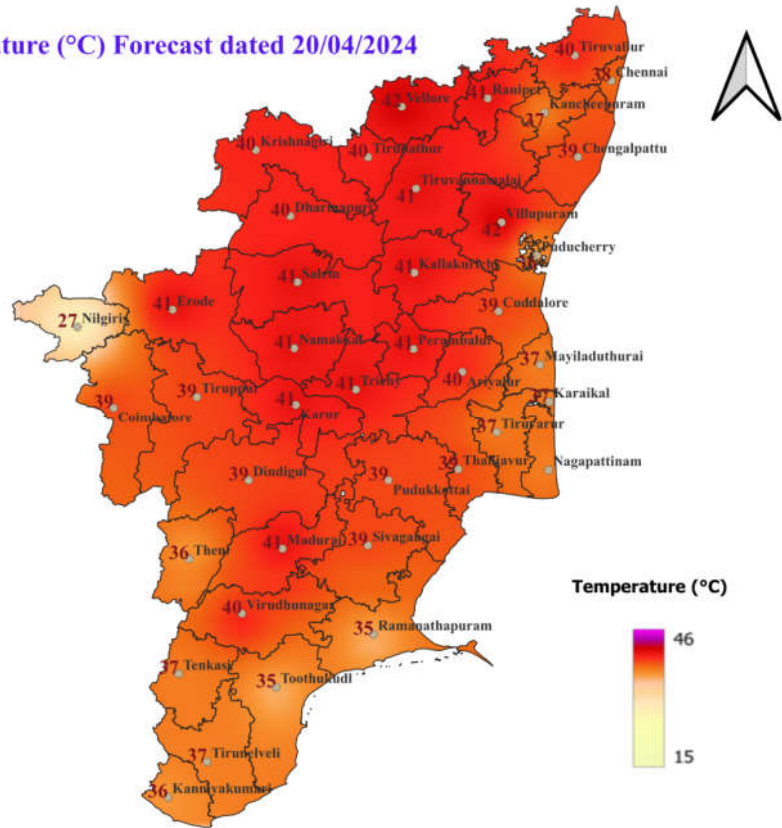 ture (°C) Forecast dated 20/04/2024
40 Tiruvallur
38 Chennai
41 Ranipet
Vellore
Kancheepuram
37
40 Krishnagiri
40 Tirupathur
39 Chengalpattu
Tiruvannamalai
41
40 Dharmapuri
Villupuram
42
Puducherry
41 Salem
41 Kallakurichi
41 Erode
39 Cuddalore
27 Nilgiris
41 Namakkal
41 Perambalur
37 Mayiladuthurai
39 Tiruppur
41 Trichy
40 Ariyalur
39
Coimbatore
41
Karur
Karaikal
37 Tiruvarur
39 Dindigul
39
Pudukkottai
Thanjavur
Nagapattinam
36 Theni
41 Madurai
39 Sivagangai
40 Virudhunagar
35 Ramanathapuram
37 Tenkasi
35 Toothukudi
37 Tirunelveli
36 Kanniyakumari
Temperature (°C)
46
15